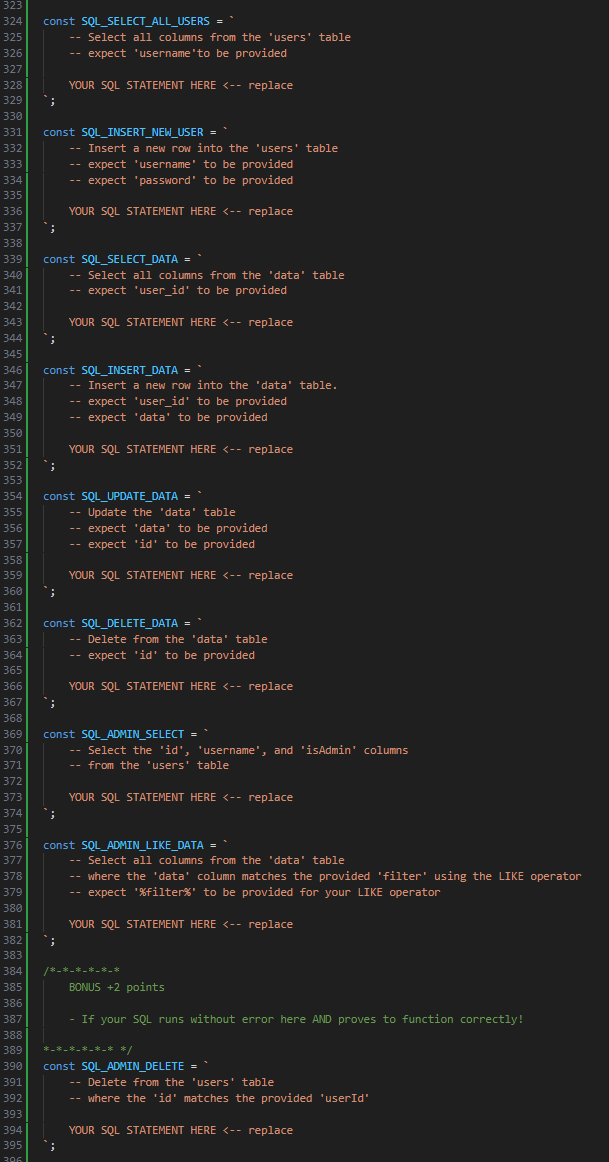 323
324 const SQL_SELECT_ALL_USERS = `
325 -- Select all columns from the 'users' table
326 -- expect 'username'to be provided
327
328 YOUR SQL STATEMENT HERE <-- replace
329 `;
330
331 const SQL_INSERT_NEW_USER = `
332 -- Insert a new row into the 'users' table
333 -- expect 'username' to be provided
334 -- expect 'password' to be provided
335
336 YOUR SQL STATEMENT HERE <-- replace
337 `;
338
339 const SQL_SELECT_DATA = `
340 -- Select all columns from the 'data' table
341 -- expect 'user_id' to be provided
342
343 YOUR SQL STATEMENT HERE <-- replace
344 `;
345
346 const SQL_INSERT_DATA = `
347 -- Insert a new row into the 'data' table.
348 -- expect 'user_id' to be provided
349 -- expect 'data' to be provided
350
351 YOUR SQL STATEMENT HERE <-- replace
352 `;
353
354 const SQL_UPDATE_DATA = `
355 -- Update the 'data' table
356 -- expect 'data' to be provided
357 -- expect 'id' to be provided
358
359 YOUR SQL STATEMENT HERE <-- replace
360 `;
361
362 const SQL_DELETE_DATA = `
363 -- Delete from the 'data' table
364 -- expect 'id' to be provided
365
366 YOUR SQL STATEMENT HERE <-- replace
367 `;
368
369 const SQL_ADMIN_SELECT = `
370 -- Select the 'id', 'username', and 'isAdmin' columns
371 -- from the 'users' table
372
373 YOUR SQL STATEMENT HERE <-- replace
374 `;
375
376 const SQL_ADMIN_LIKE_DATA = `
377 -- Select all columns from the 'data' table
378 -- where the 'data' column matches the provided 'filter' using the LIKE operator
379 -- expect '%filter%' to be provided for your LIKE operator
380
381 YOUR SQL STATEMENT HERE <-- replace
382 `;
383
384 /*-*-*-*-*-*
385 BONUS +2 points
386
387 - If your SQL runs without error here AND proves to function correctly!
388
389 *-*-*-*-*-* */
390 const SQL_ADMIN_DELETE = `
391 -- Delete from the 'users' table
392 -- where the 'id' matches the provided 'userId'
393
394 YOUR SQL STATEMENT HERE <-- replace
395 `;
396